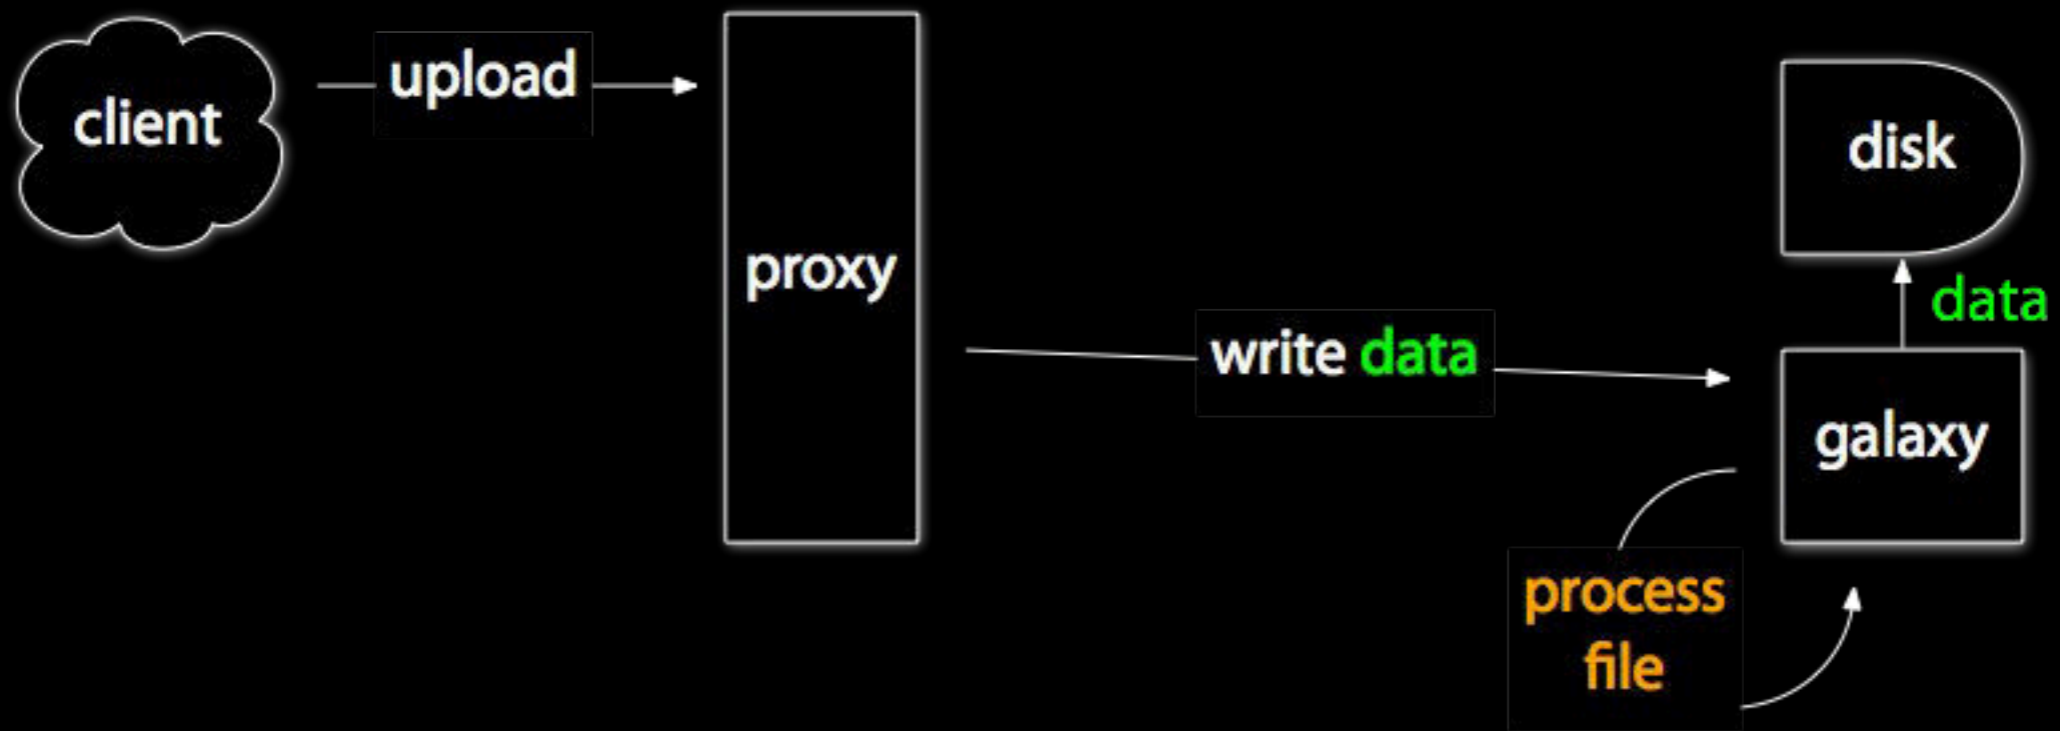 client
upload
proxy
write data
disk
data
galaxy
process
file